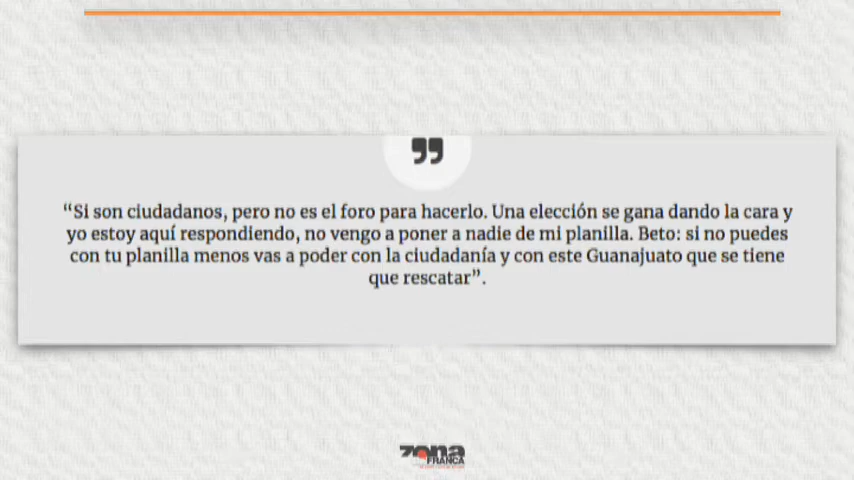 ”
“Si son ciudadanos, pero no es el foro para hacerlo. Una elección se gana dando la cara y
yo estoy aquí respondiendo, no vengo a poner a nadie de mi planilla. Beto: si no puedes
con tu planilla menos vas a poder con la ciudadanía y con este Guanajuato que se tiene
que rescatar”.
zona
FRANCA